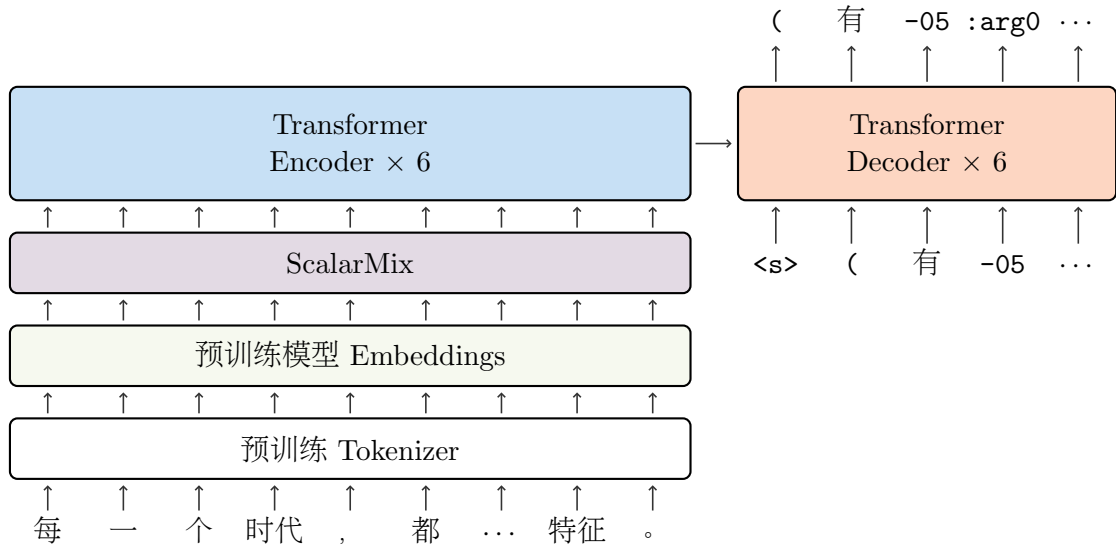 ( 有 -05 :arg0 ···
Transformer
Encoder × 6
Transformer
Decoder × 6
ScalarMix
<s> ( 有 -05 ···
预训练模型 Embeddings
预训练 Tokenizer
每 一 个 时代 , 都 ··· 特征 。